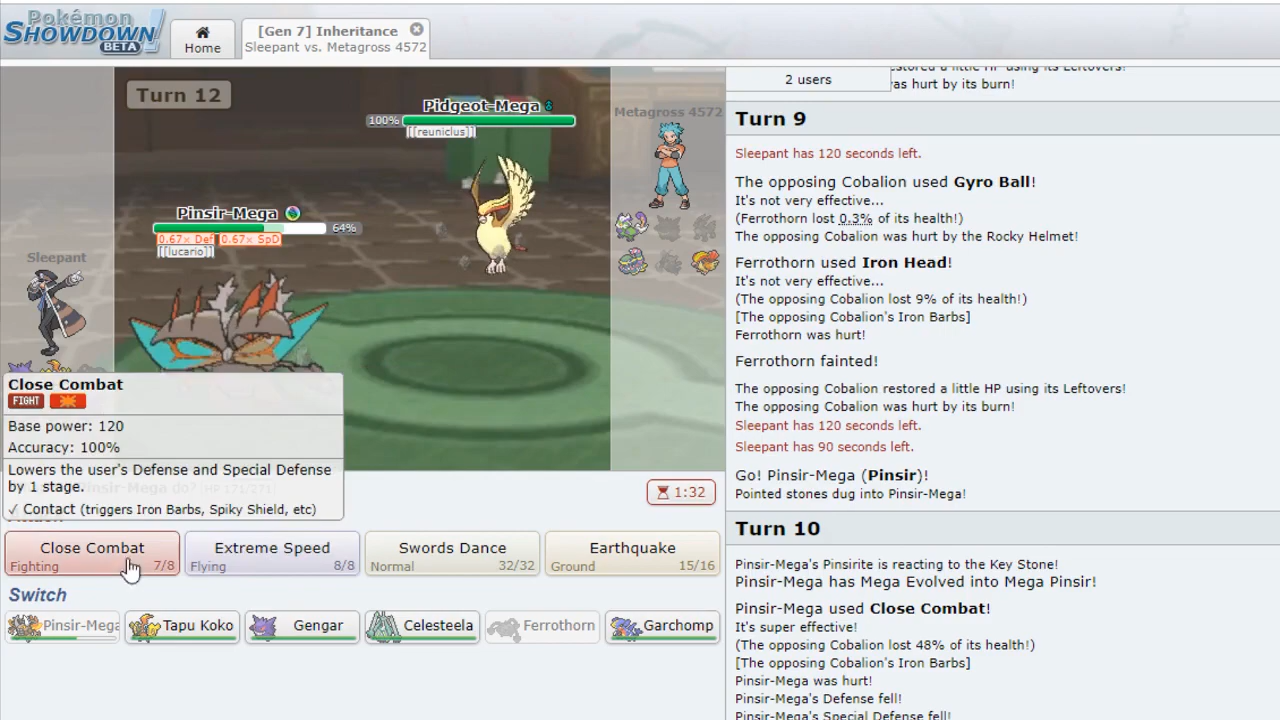 Pokémon
SHOWDOWN!
BETA
Home
[Gen 7] Inheritance
Sleepant vs. Metagross 4572
Turn 12
Pidgeot-Mega
100%
[[reuniclus]]
Metagross 4572
Pinsir-Mega
64%
0.67× Def 0.67× SpD
[[lucario]]
Sleepant
Close Combat
FIGHT
Base power: 120
Accuracy: 100%
Lowers the user's Defense and Special Defense
by 1 stage.
✓ Contact (triggers Iron Barbs, Spiky Shield, etc)
1:32
Close Combat
Fighting 7/8
Extreme Speed
Flying 8/8
Swords Dance
Normal 32/32
Earthquake
Ground 15/16
Switch
Pinsir-Mega
Tapu Koko
Gengar
Celesteela
Ferrothorn
Garchomp
2 users
restored a little HP using its Leftovers!
was hurt by its burn!
Turn 9
Sleepant has 120 seconds left.
The opposing Cobalion used Gyro Ball!
It's not very effective...
(Ferrothorn lost 0.3% of its health!)
The opposing Cobalion was hurt by the Rocky Helmet!
Ferrothorn used Iron Head!
It's not very effective...
(The opposing Cobalion lost 9% of its health!)
[The opposing Cobalion's Iron Barbs]
Ferrothorn was hurt!
Ferrothorn fainted!
The opposing Cobalion restored a little HP using its Leftovers!
The opposing Cobalion was hurt by its burn!
Sleepant has 120 seconds left.
Sleepant has 90 seconds left.
Go! Pinsir-Mega (Pinsir)!
Pointed stones dug into Pinsir-Mega!
Turn 10
Pinsir-Mega's Pinsirite is reacting to the Key Stone!
Pinsir-Mega has Mega Evolved into Mega Pinsir!
Pinsir-Mega used Close Combat!
It's super effective!
(The opposing Cobalion lost 48% of its health!)
[The opposing Cobalion's Iron Barbs]
Pinsir-Mega was hurt!
Pinsir-Mega's Defense fell!
Pinsir-Mega's Special Defense fell!